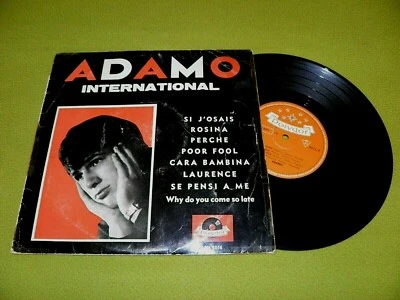 ADAMO
INTERNATIONAL
SI J'OSAIS
ROSINA
PERCHE
POOR FOOL
CARA BAMBINA
LAURENCE
SE PENSI A ME
Why do you come so late
Polydor